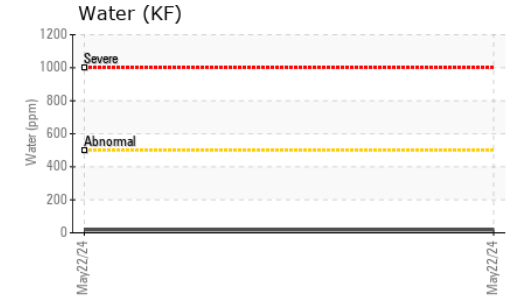 Water (KF)
1200
1000
800
600
400
200
0
Water (ppm)
Severe
Abnormal
May22/24
May22/24